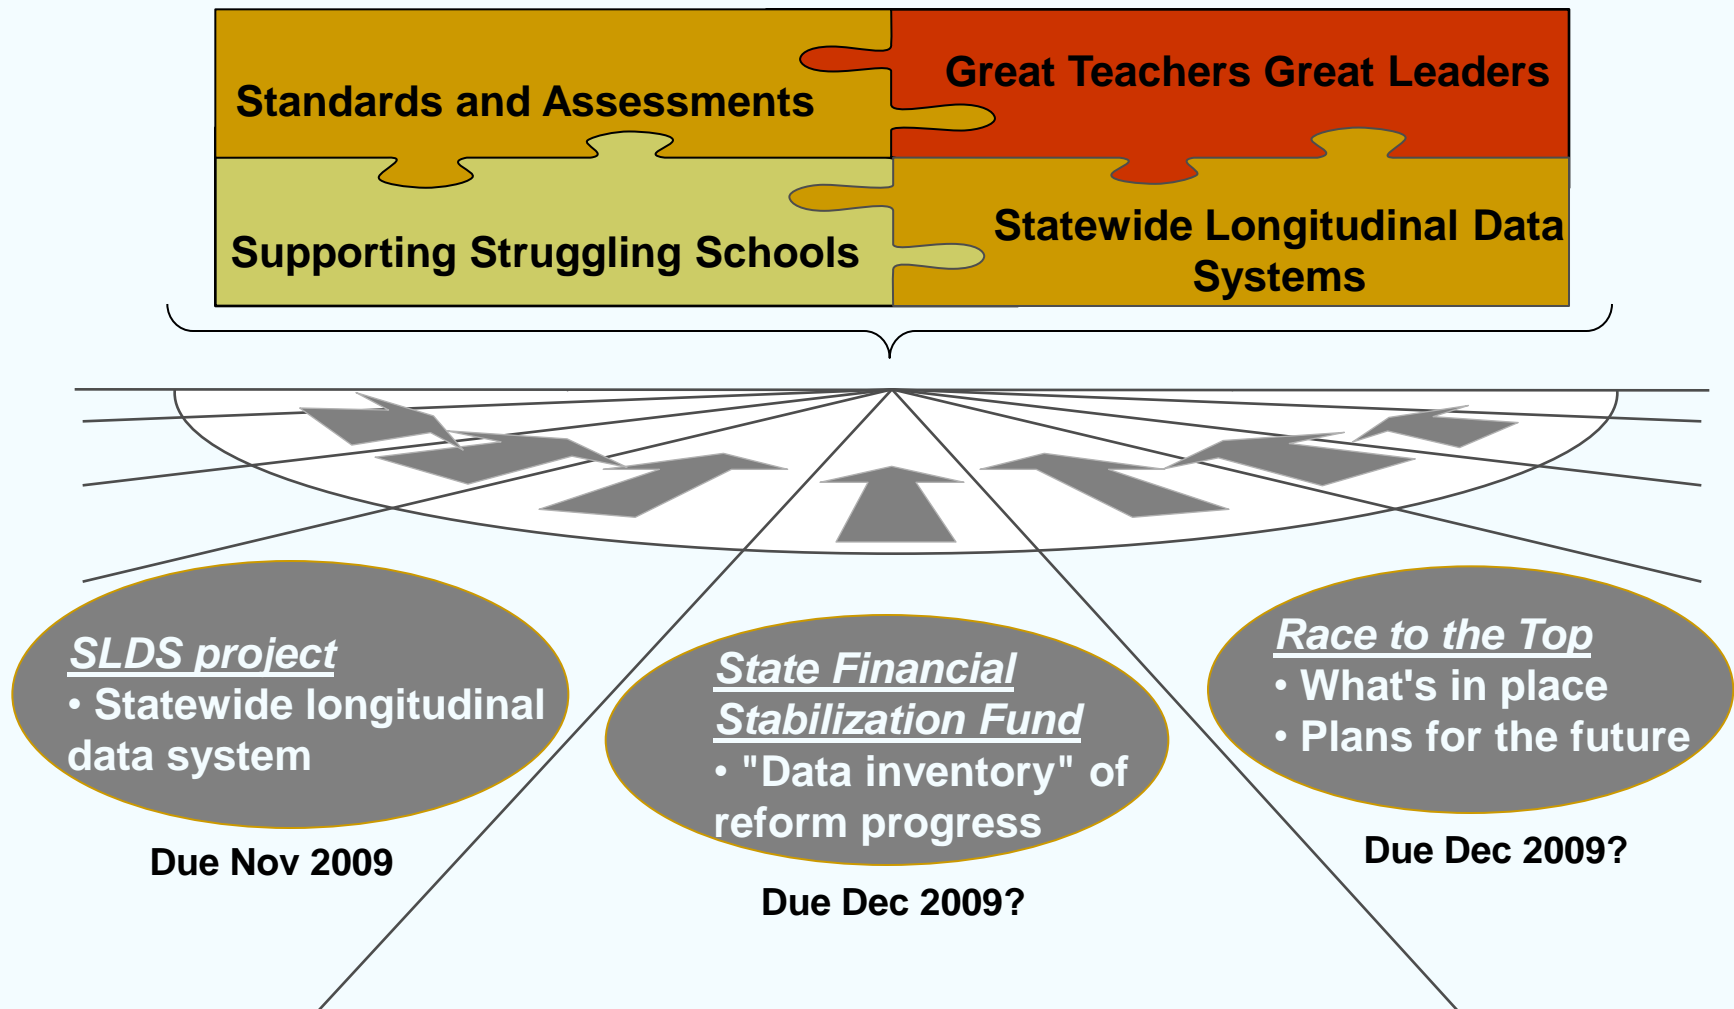 Standards and Assessments
Great Teachers Great Leaders
Supporting Struggling Schools
Statewide Longitudinal Data
Systems
SLDS project
• Statewide longitudinal
data system
Due Nov 2009
State Financial
Stabilization Fund
• "Data inventory" of
reform progress
Due Dec 2009?
Race to the Top
• What's in place
• Plans for the future
Due Dec 2009?